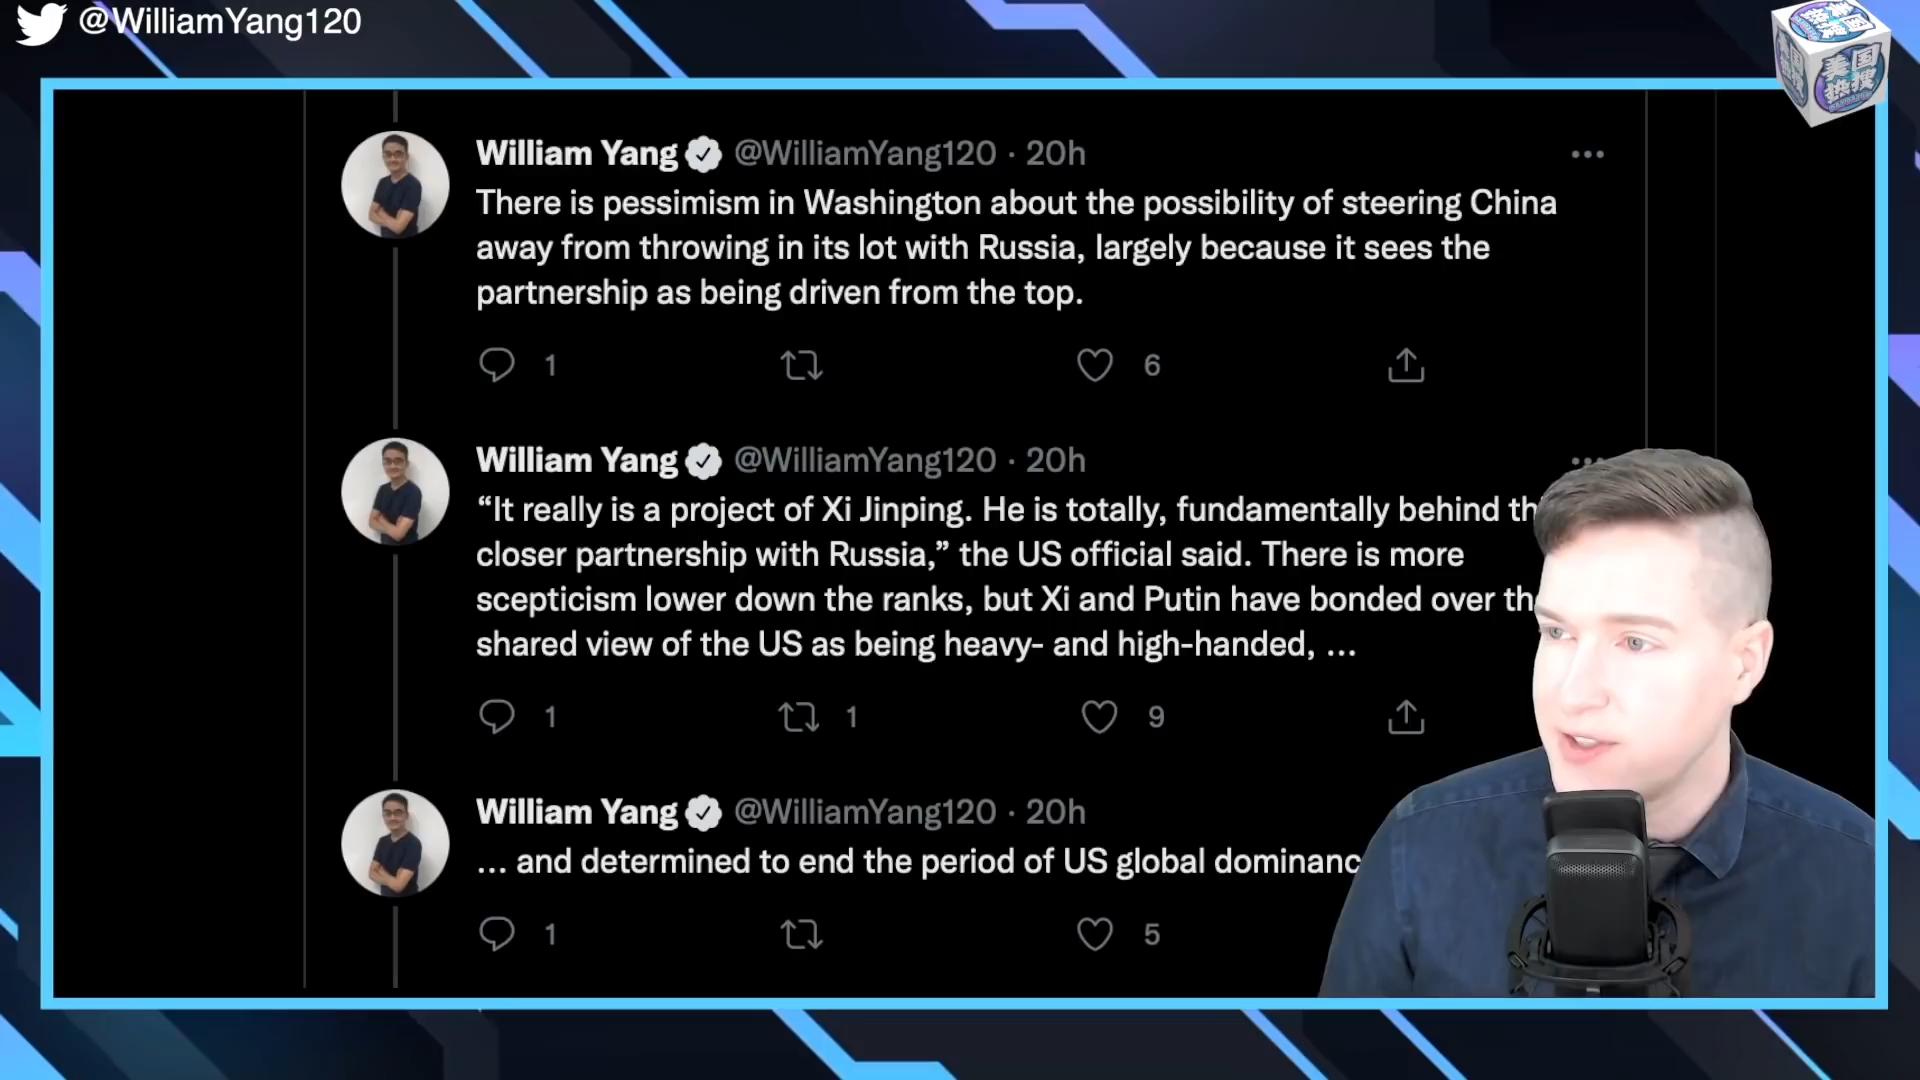 @WilliamYang120
美国
热搜
William Yang @WilliamYang120 · 20h
There is pessimism in Washington about the possibility of steering China
away from throwing in its lot with Russia, largely because it sees the
partnership as being driven from the top.
1 6
William Yang @WilliamYang120 · 20h
“It really is a project of Xi Jinping. He is totally, fundamentally behind
closer partnership with Russia,” the US official said. There is more
scepticism lower down the ranks, but Xi and Putin have bonded over
shared view of the US as being heavy- and high-handed, ...
1 1 9
William Yang @WilliamYang120 · 20h
... and determined to end the period of US global
1 5